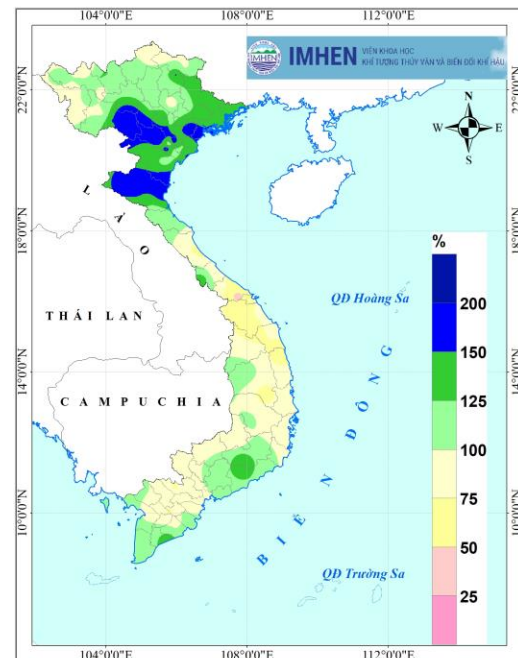 104°0'0"E 108°0'0"E 112°0'0"E
IMHEN
VIỆN KHOA HỌC
KHÍ TƯỢNG THỦY VĂN VÀ BIẾN ĐỔI KHÍ HẬU
22°0'0"N
N
W E
S
LÀO
18°0'0"N
%
QĐ Hoàng Sa
THÁI LAN
200
150
14°0'0"N
CAMPUCHIA
125
100
BIỂN ĐÔNG
75
10°0'0"N
50
QĐ Trường Sa
25
104°0'0"E 108°0'0"E 112°0'0"E